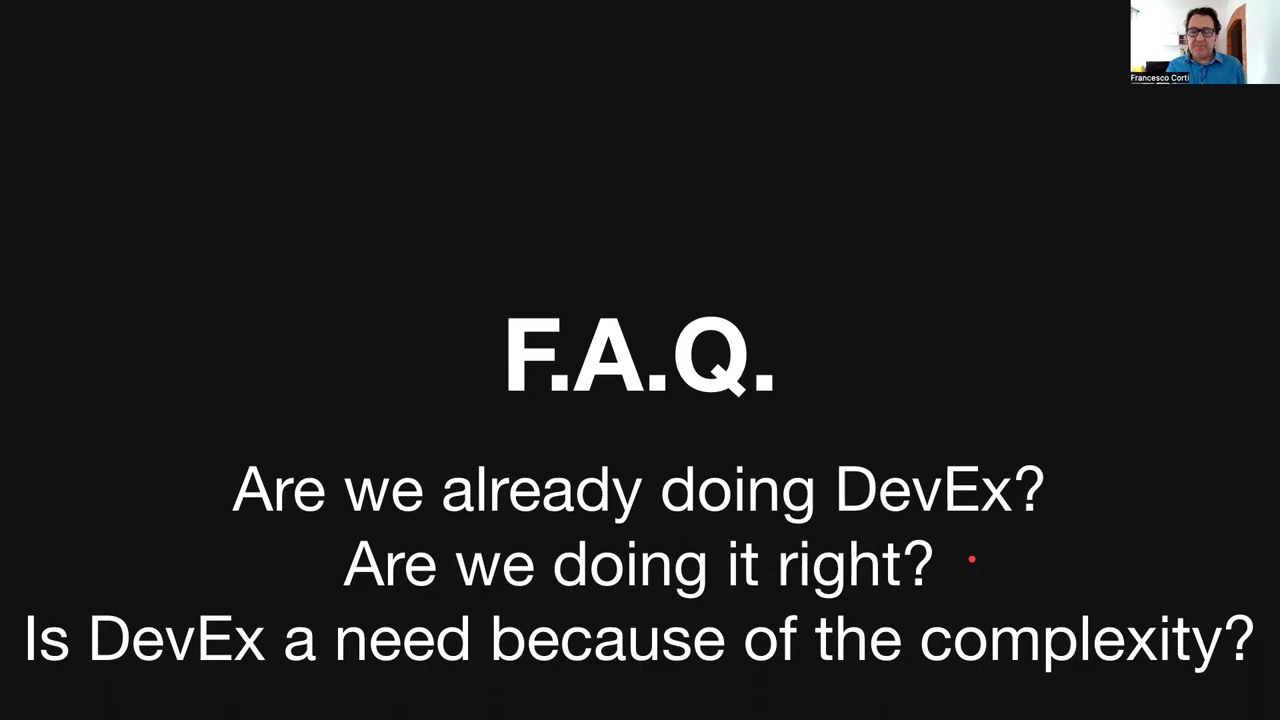 Francesco Corti
F.A.Q.
Are we already doing DevEx?
Are we doing it right?
Is DevEx a need because of the complexity?